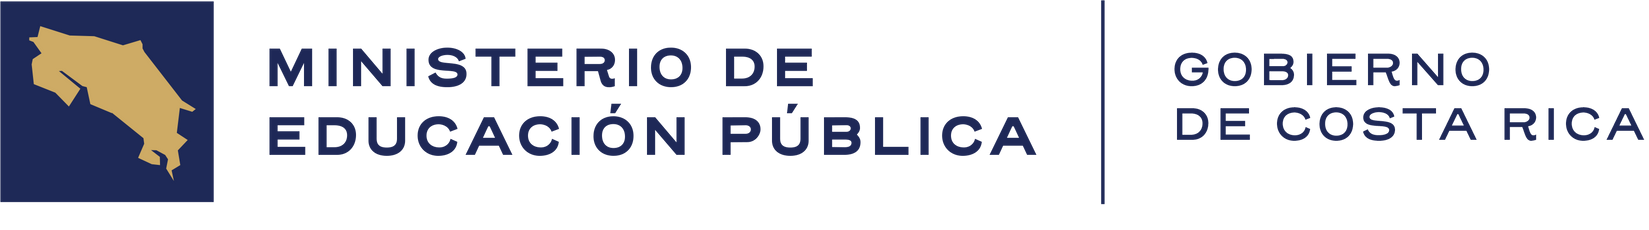 MINISTERIO DE
EDUCACIÓN PÚBLICA
GOBIERNO
DE COSTA RICA